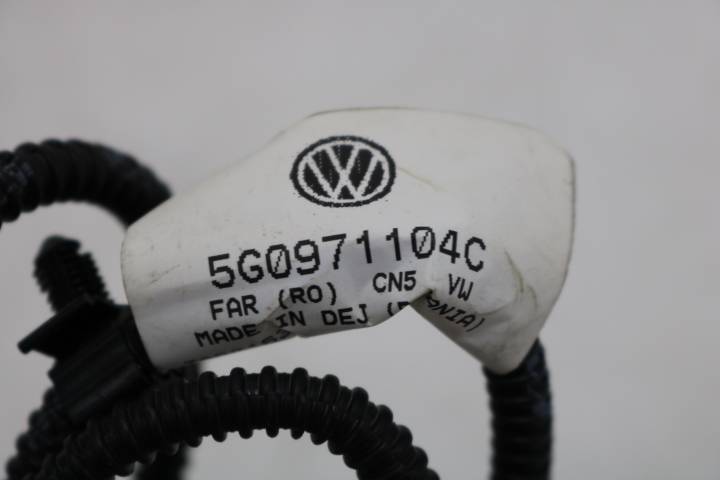 5G0971104C
FAR (RO) CN5 VW
MADE IN DEJ